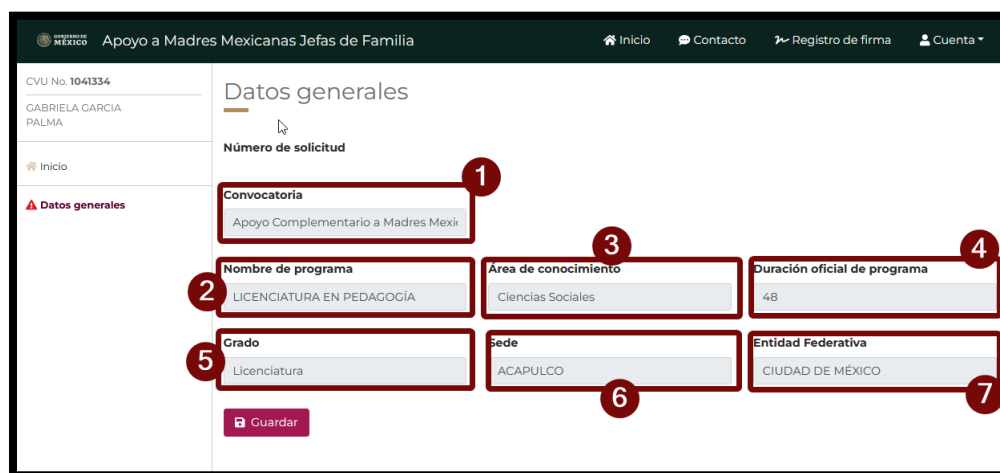 GOBIERNO DE MÉXICO Apoyo a Madres Mexicanas Jefas de Familia Inicio Contacto Registro de firma Cuenta
CVU No. 1041334
GABRIELA GARCIA
PALMA
Inicio
Datos generales
Datos generales
Número de solicitud
1
Convocatoria
Apoyo Complementario a Madres Mexi
2
Nombre de programa
LICENCIATURA EN PEDAGOGÍA
3
Área de conocimiento
Ciencias Sociales
4
Duración oficial de programa
48
5
Grado
Licenciatura
Sede
ACAPULCO
6
Entidad Federativa
CIUDAD DE MÉXICO
7
Guardar